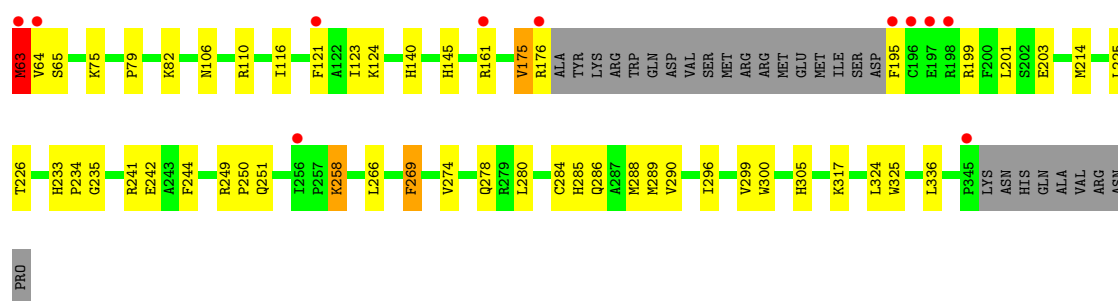 M63 V64 S65 K75 P79 K82 N106 R110 I116 F121 A122 I123 K124 H140 H145 R161 V175 R176 ALA TYR LYS ARG TRP GLN ASP VAL SER MET ARG ARG MET GLU MET ILE SER ASP F195 C196 E197 R198 R199 F200 L201 S202 E203 M214 L225
T226 H233 P234 G235 R241 E242 A243 F244 R249 P250 Q251 I256 P257 K258 L266 F269 V274 Q278 R279 L280 C284 H285 Q286 A287 M288 M289 V290 I296 V299 W300 H305 K317 L324 W325 L336 P345 LYS ASN HIS GLN ALA VAL ARG ASN
PRO